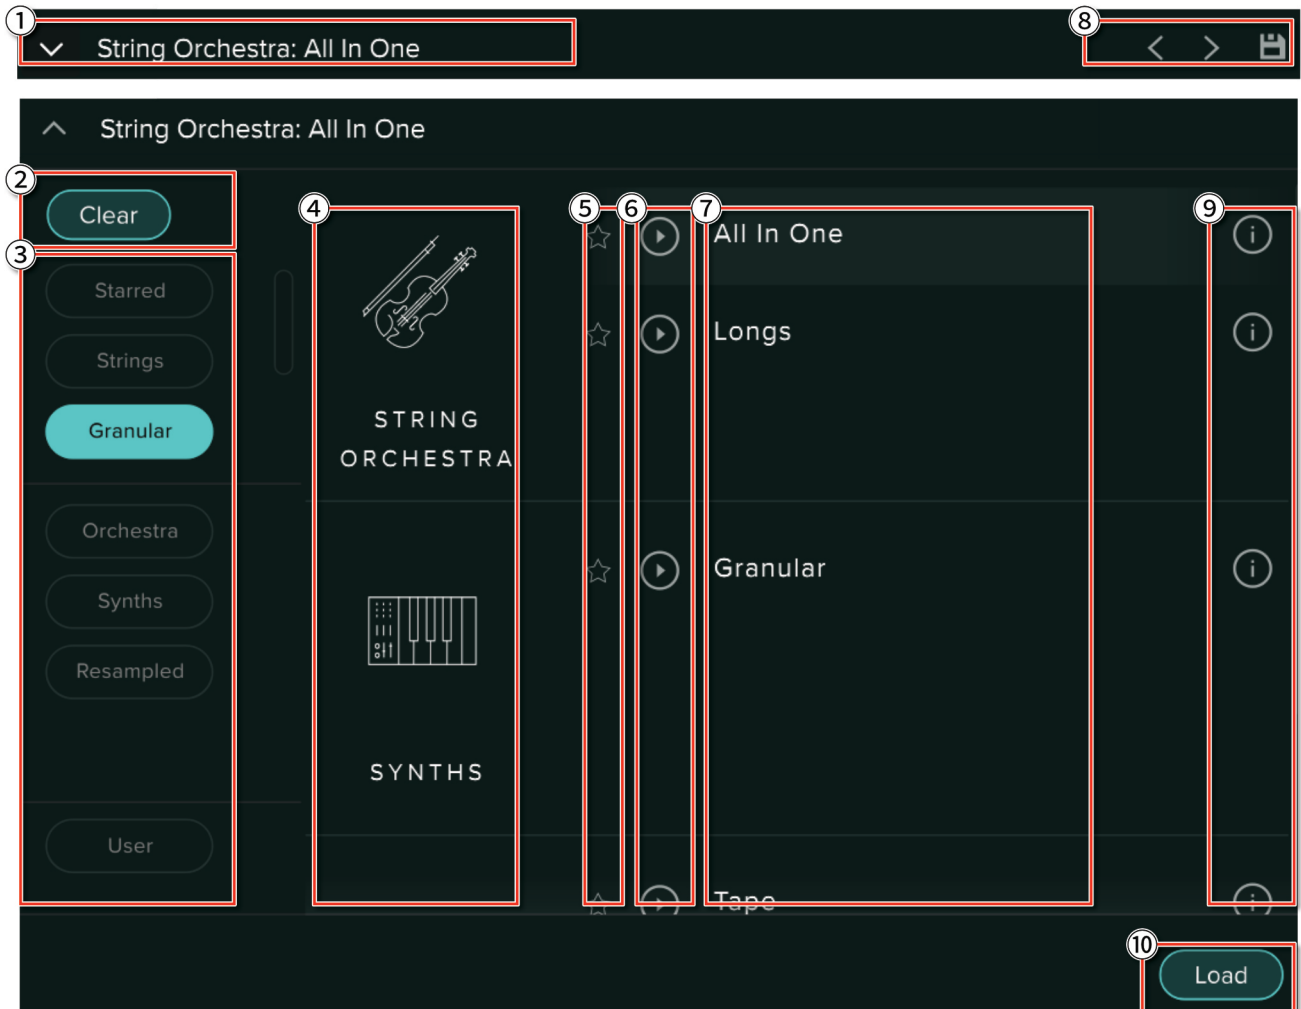 ①
String Orchestra: All In One
⑧
String Orchestra: All In One
②
Clear
③
Starred
Strings
Granular
Orchestra
Synths
Resampled
User
④
STRING
ORCHESTRA
SYNTHS
⑤ ⑥ ⑦
All In One
Longs
Granular
Tape
⑨
i
i
i
i
⑩
Load